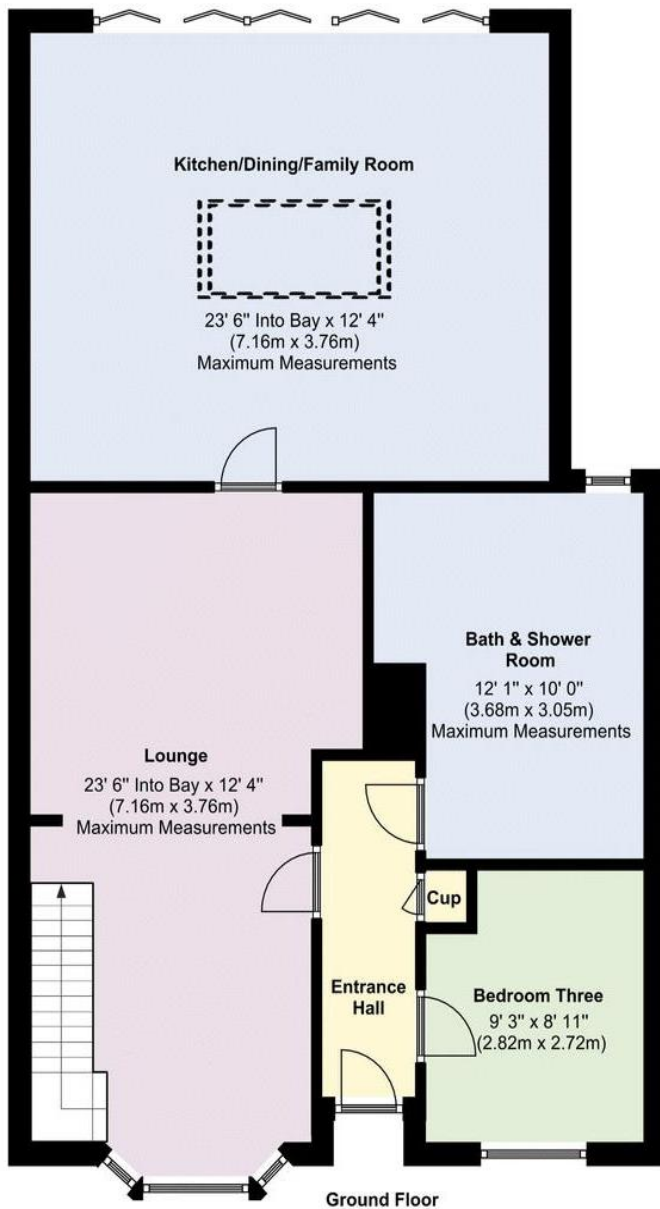 Kitchen/Dining/Family Room
23' 6" Into Bay x 12' 4"
(7.16m x 3.76m)
Maximum Measurements
Bath & Shower
Room
12' 1" x 10' 0"
(3.68m x 3.05m)
Maximum Measurements
Lounge
23' 6" Into Bay x 12' 4"
(7.16m x 3.76m)
Maximum Measurements
Cup
Entrance
Hall
Bedroom Three
9' 3" x 8' 11"
(2.82m x 2.72m)
Ground Floor